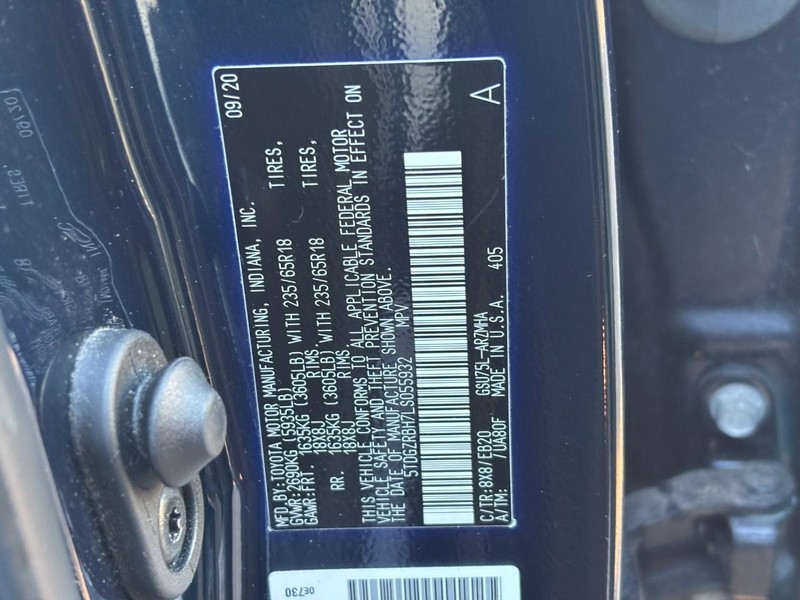 MFD.BY:TOYOTA MOTOR MANUFACTURING, INDIANA, INC. 09/20
GVWR:2690KG (5935LB)
GAWR:FRT. 1635KG (3605LB) WITH 235/65R18 TIRES,
18X8J RIMS
RR. 1635KG (3605LB) WITH 235/65R18 TIRES,
18X8J RIMS
THIS VEHICLE CONFORMS TO ALL APPLICABLE FEDERAL MOTOR
VEHICLE SAFETY AND THEFT PREVENTION STANDARDS IN EFFECT ON
THE DATE OF MANUFACTURE SHOWN ABOVE.
5TDGZRBH7LS055932 MPV
C/TR:8X8/EB20 GSU75L-ARZMHA
A/TM: /UA80F MADE IN U.S.A. 405 A
0E730